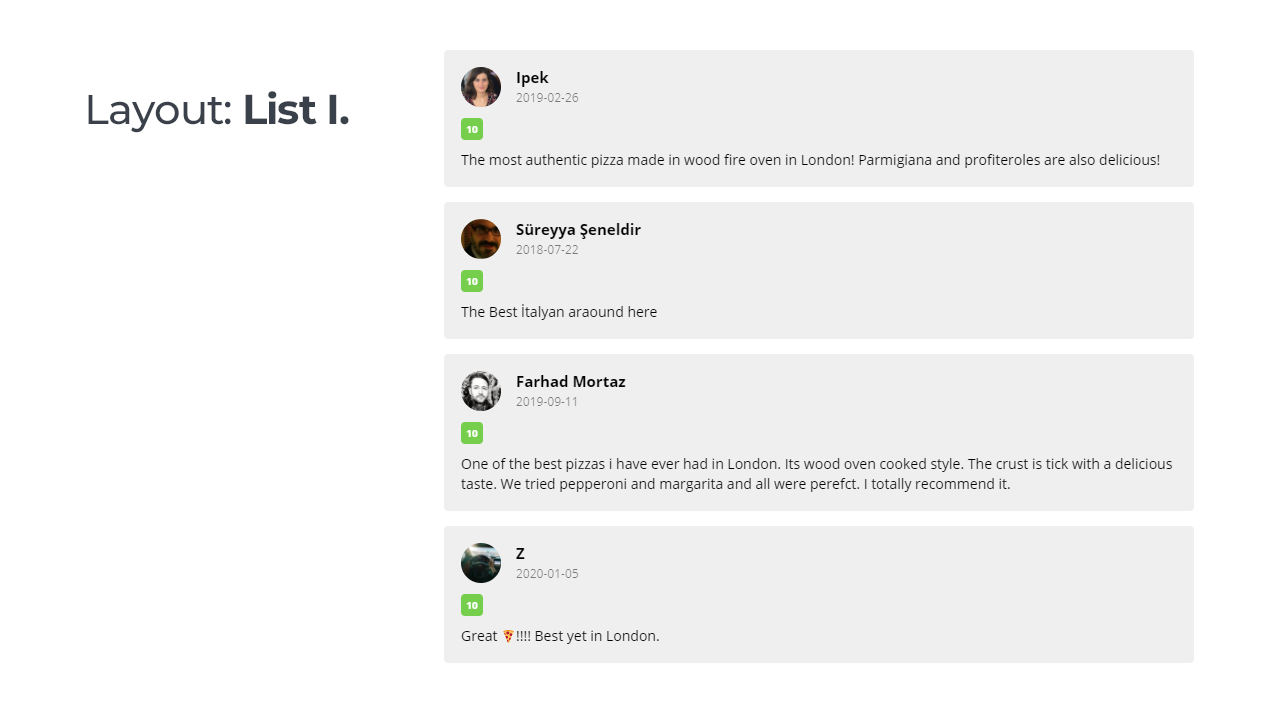 Layout: List I.
Ipek
2019-02-26
10
The most authentic pizza made in wood fire oven in London! Parmigiana and profiteroles are also delicious!
Süreyya Şeneldir
2018-07-22
10
The Best İtalyan araound here
Farhad Mortaz
2019-09-11
10
One of the best pizzas i have ever had in London. Its wood oven cooked style. The crust is tick with a delicious
taste. We tried pepperoni and margarita and all were perefct. I totally recommend it.
Z
2020-01-05
10
Great 🍕!!!! Best yet in London.